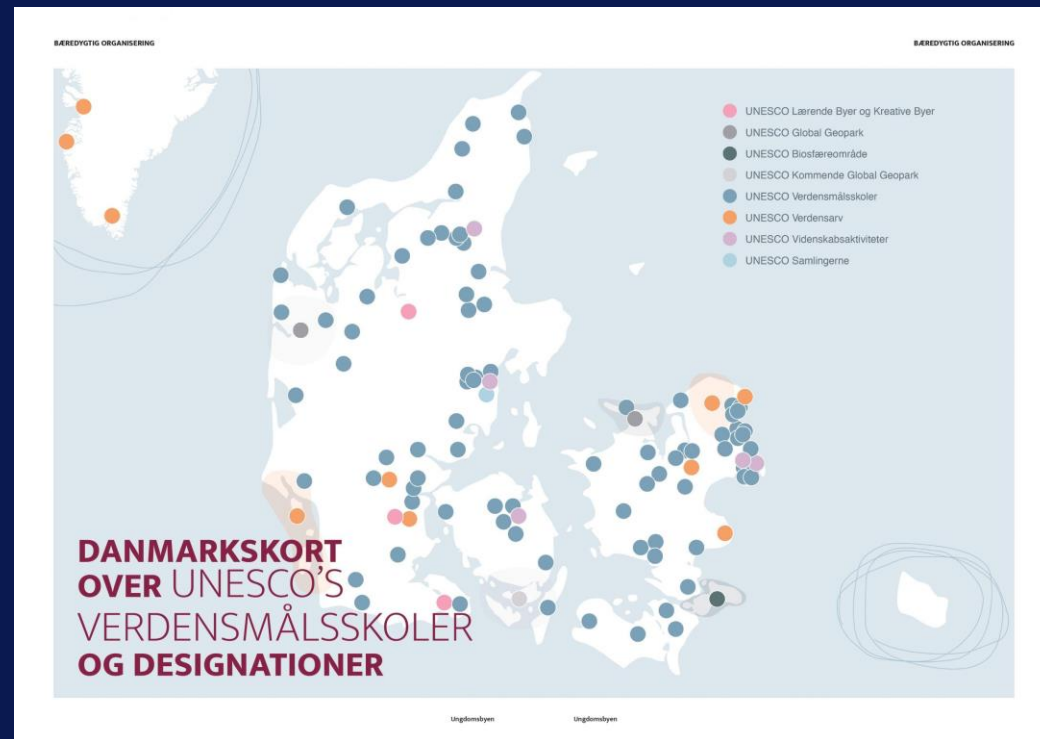 BÆREDYGTIG ORGANISERING
BÆREDYGTIG ORGANISERING
UNESCO Lærende Byer og Kreative Byer
UNESCO Global Geopark
UNESCO Biosfæreområde
UNESCO Kommende Global Geopark
UNESCO Verdensmålsskoler
UNESCO Verdensarv
UNESCO Videnskabsaktiviteter
UNESCO Samlingerne
DANMARKSKORT
OVER UNESCO'S
VERDENSMÅLSSKOLER
OG DESIGNATIONER
Ungdomsbyen
Ungdomsbyen